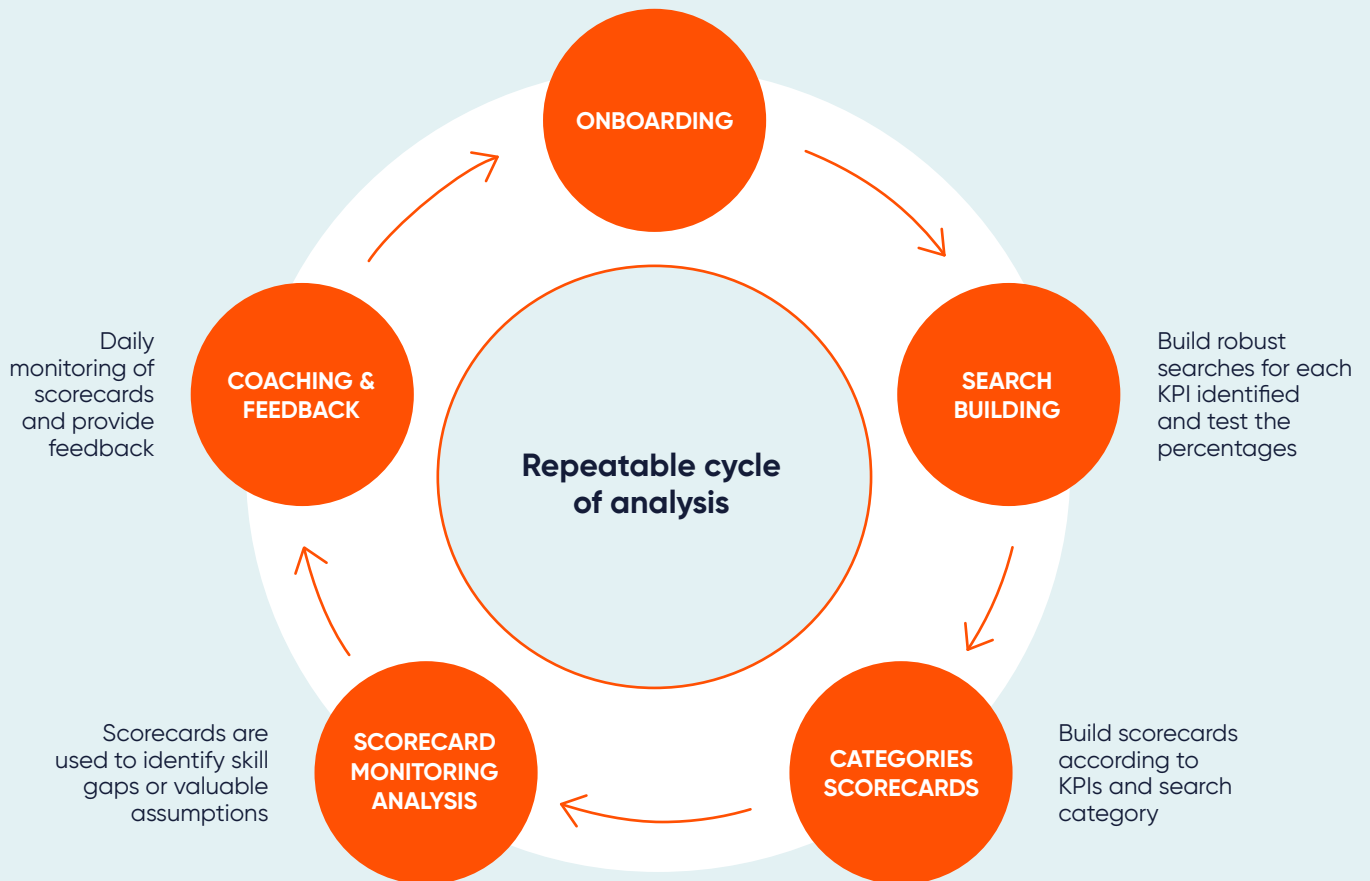 ONBOARDING
SEARCH
BUILDING
Build robust
searches for each
KPI identified
and test the
percentages
CATEGORIES
SCORECARDS
Build scorecards
according to
KPIs and search
category
SCORECARD
MONITORING
ANALYSIS
Scorecards are
used to identify skill
gaps or valuable
assumptions
COACHING &
FEEDBACK
Daily
monitoring of
scorecards
and provide
feedback
Repeatable cycle
of analysis